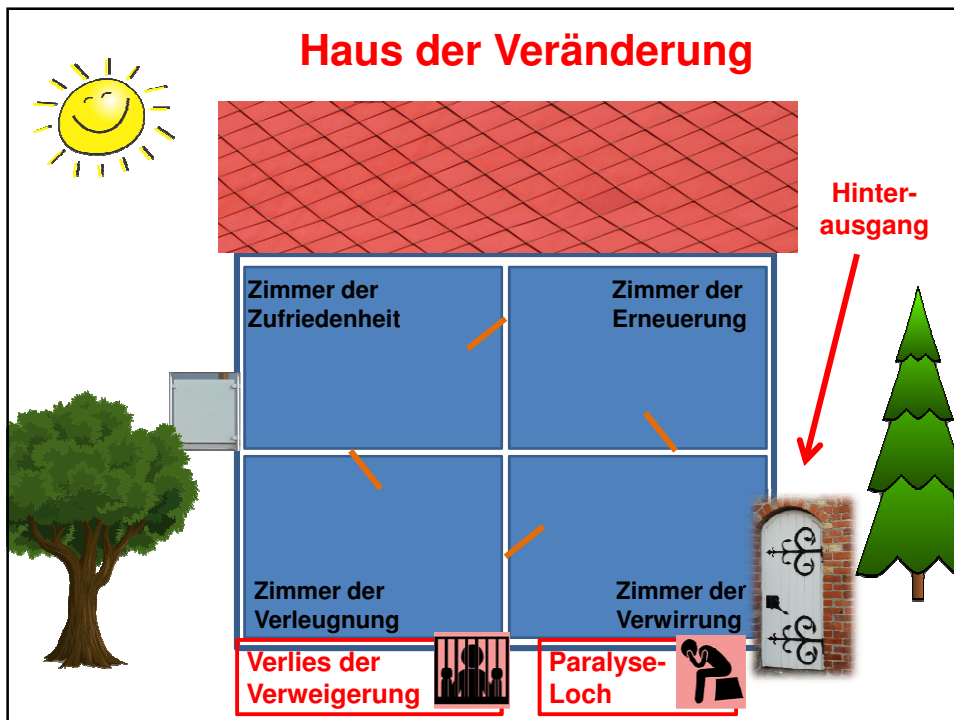 Haus der Veränderung
Hinter-
ausgang
Zimmer der
Zufriedenheit
Zimmer der
Erneuerung
Zimmer der
Verleugnung
Zimmer der
Verwirrung
Verlies der
Verweigerung
Paralyse-
Loch